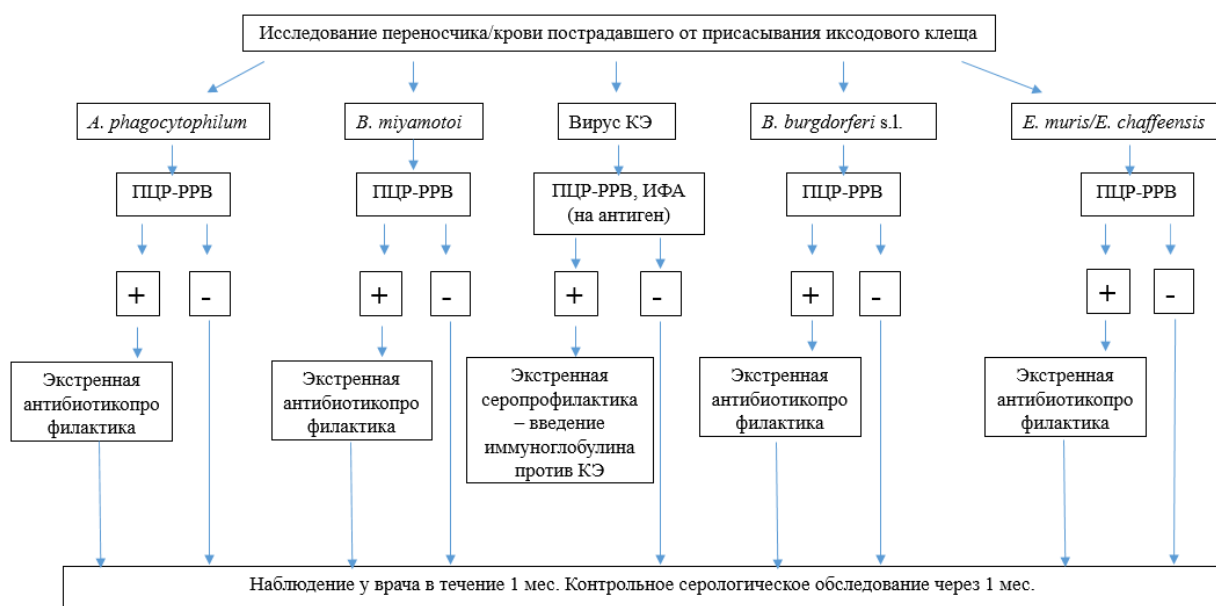 Исследование переносчика/крови пострадавшего от присасывания иксодового клеща
A. phagocytophilum
B. miyamotoi
Вирус КЭ
B. burgdorferi s.l.
E. muris/E. chaffeensis
ПЦР-РРВ
ПЦР-РРВ
ПЦР-РРВ, ИФА
(на антиген)
ПЦР-РРВ
ПЦР-РРВ
+
-
+
-
+
-
+
-
+
-
Экстренная
антибиотикопро
филактика
Экстренная
антибиотикопро
филактика
Экстренная
серопрофилактика
– введение
иммуноглобулина
против КЭ
Экстренная
антибиотикопро
филактика
Экстренная
антибиотикопро
филактика
Наблюдение у врача в течение 1 мес. Контрольное серологическое обследование через 1 мес.